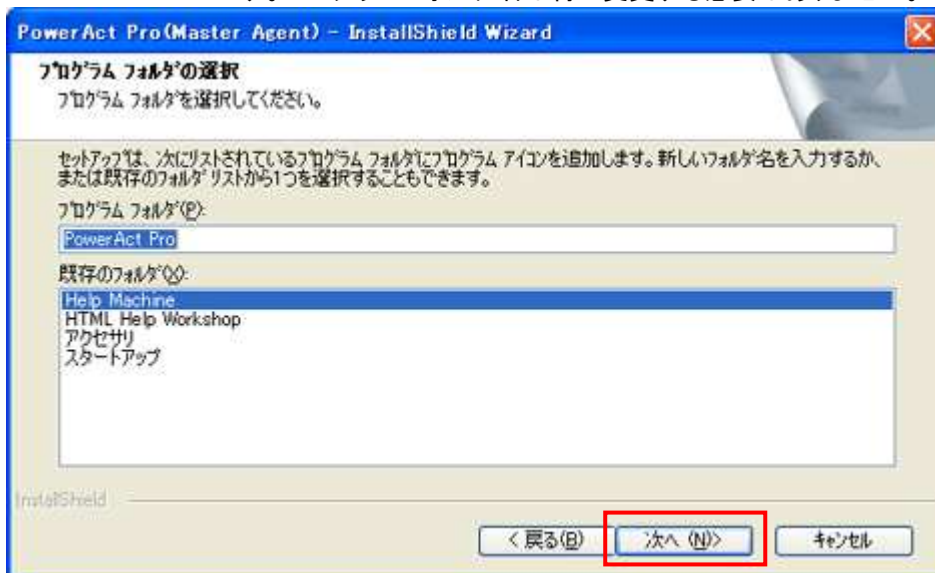 PowerAct Pro(Master Agent) - InstallShield Wizard
ﾌﾟﾛｸﾞﾗﾑ ﾌｫﾙﾀﾞの選択
ﾌﾟﾛｸﾞﾗﾑ ﾌｫﾙﾀﾞを選択してください。
ｾｯﾄｱｯﾌﾟは、次にリストされているﾌﾟﾛｸﾞﾗﾑ ﾌｫﾙﾀﾞにﾌﾟﾛｸﾞﾗﾑ ｱｲｺﾝを追加します。新しいﾌｫﾙﾀﾞ名を入力するか、
または既存のﾌｫﾙﾀﾞ ﾘｽﾄから1つを選択することもできます。
ﾌﾟﾛｸﾞﾗﾑ ﾌｫﾙﾀﾞ(P):
PowerAct Pro
既存のﾌｫﾙﾀﾞ(X):
Help Machine
HTML Help Workshop
アクセサリ
スタートアップ
InstallShield
< 戻る(B) 次へ (N)> ｷｬﾝｾﾙ